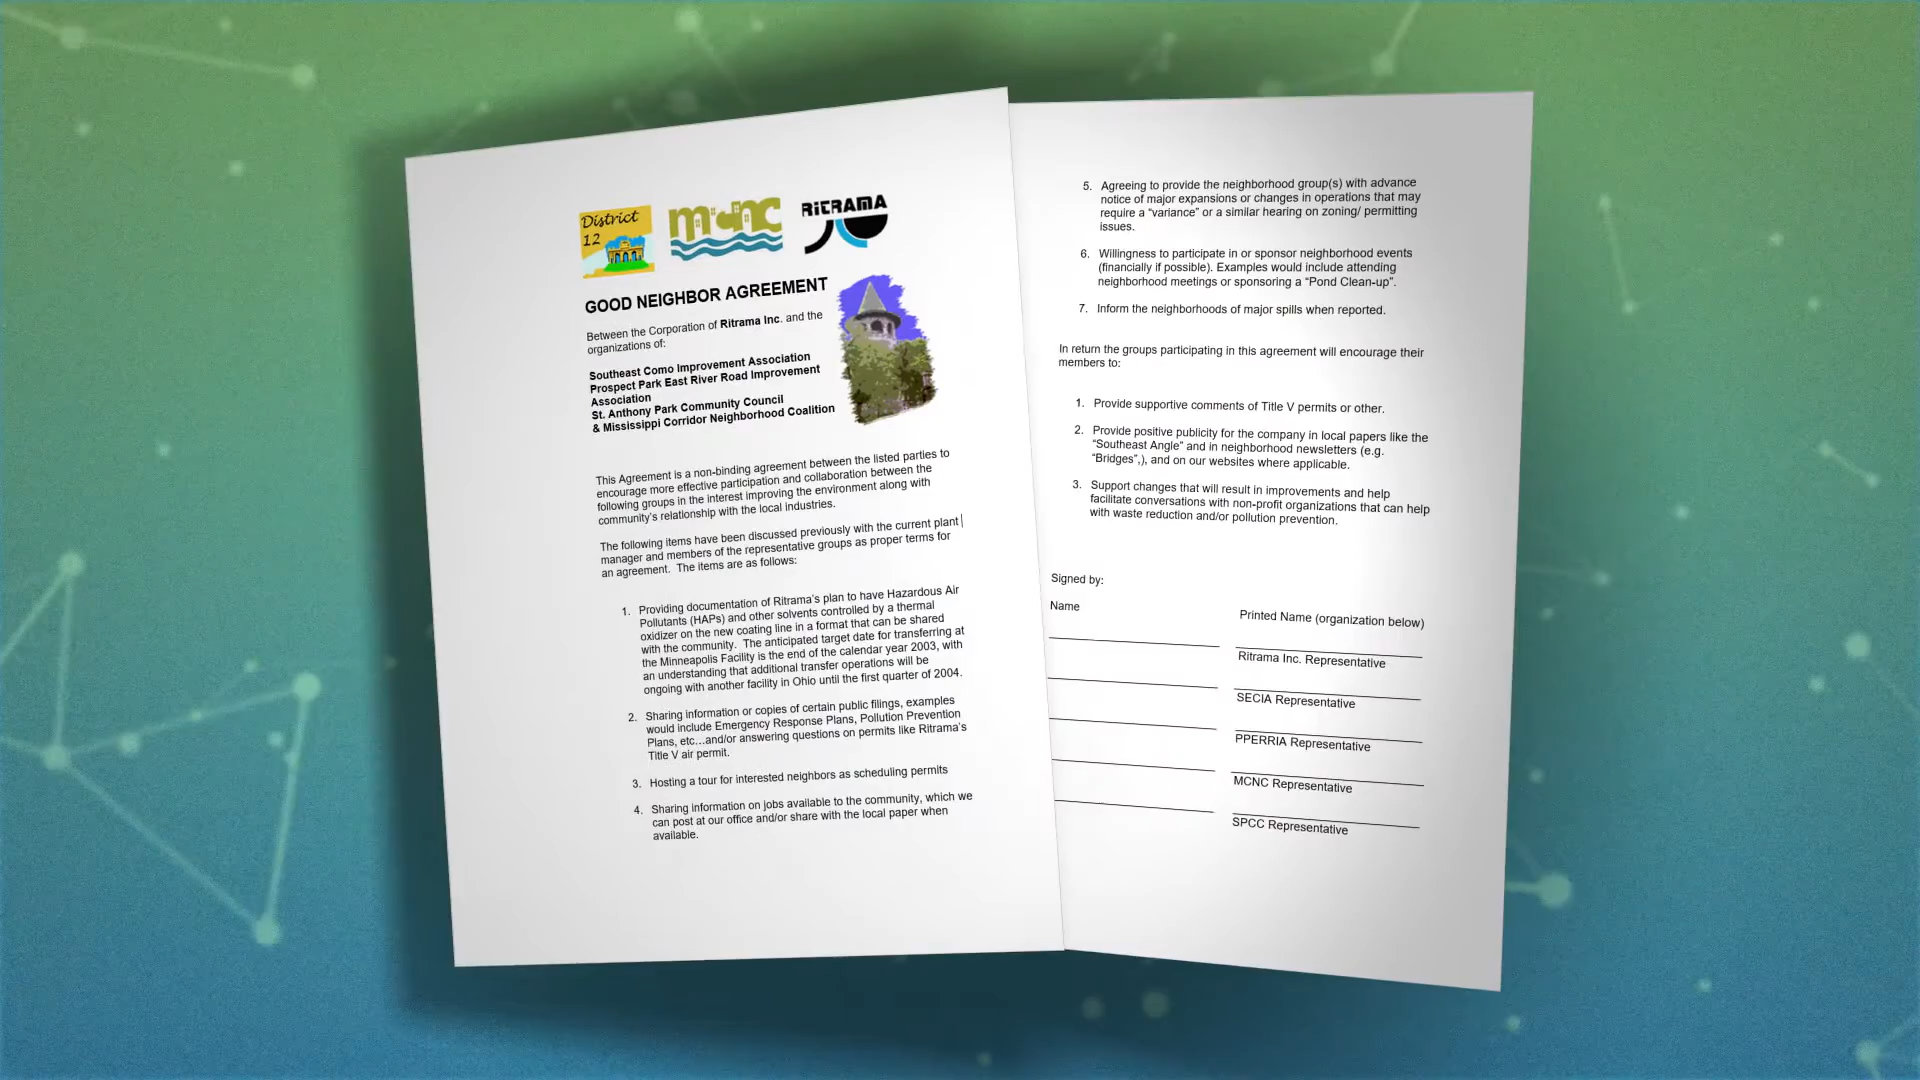 District
12
mcnc
RITRAMA
GOOD NEIGHBOR AGREEMENT
Between the Corporation of Ritrama Inc. and the
organizations of:
Southeast Como Improvement Association
Prospect Park East River Road Improvement
Association
St. Anthony Park Community Council
& Mississippi Corridor Neighborhood Coalition
This Agreement is a non-binding agreement between the listed parties to
encourage more effective participation and collaboration between the
following groups in the interest improving the environment along with
community's relationship with the local industries.
The following items have been discussed previously with the current plant
manager and members of the representative groups as proper terms for
an agreement. The items are as follows:
1. Providing documentation of Ritrama's plan to have Hazardous Air
Pollutants (HAPs) and other solvents controlled by a thermal
oxidizer on the new coating line in a format that can be shared
with the community. The anticipated target date for transferring at
the Minneapolis Facility is the end of the calendar year 2003, with
an understanding that additional transfer operations will be
ongoing with another facility in Ohio until the first quarter of 2004.
2. Sharing information or copies of certain public filings, examples
would include Emergency Response Plans, Pollution Prevention
Plans, etc...and/or answering questions on permits like Ritrama's
Title V air permit.
3. Hosting a tour for interested neighbors as scheduling permits
4. Sharing information on jobs available to the community, which we
can post at our office and/or share with the local paper when
available.
5. Agreeing to provide the neighborhood group(s) with advance
notice of major expansions or changes in operations that may
require a "variance" or a similar hearing on zoning/ permitting
issues.
6. Willingness to participate in or sponsor neighborhood events
(financially if possible). Examples would include attending
neighborhood meetings or sponsoring a "Pond Clean-up".
7. Inform the neighborhoods of major spills when reported.
In return the groups participating in this agreement will encourage their
members to:
1. Provide supportive comments of Title V permits or other.
2. Provide positive publicity for the company in local papers like the
"Southeast Angle" and in neighborhood newsletters (e.g.
"Bridges",), and on our websites where applicable.
3. Support changes that will result in improvements and help
facilitate conversations with non-profit organizations that can help
with waste reduction and/or pollution prevention.
Signed by:
Name
Printed Name (organization below)
Ritrama Inc. Representative
SECIA Representative
PPERRIA Representative
MCNC Representative
SPCC Representative